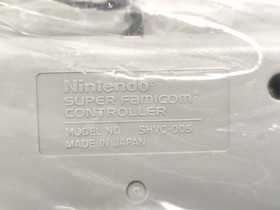 Nintendo®
SUPER FAMICOM®
CONTROLLER
MODEL NO. SHVC-005
MADE IN JAPAN